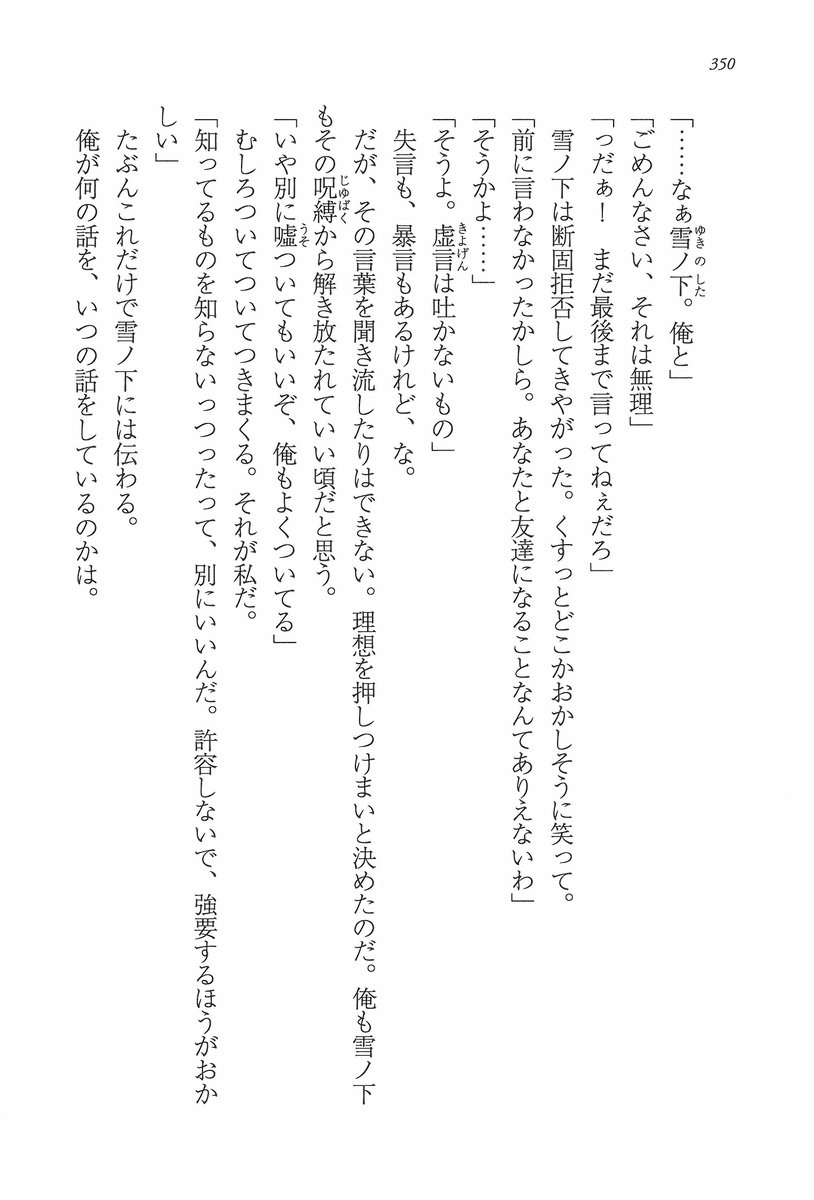 350
「……なぁ雪ノ下。俺と」
「ごめんなさい、それは無理」
「っだぁ！　まだ最後まで言ってねぇだろ」
　雪ノ下は断固拒否してきやがった。くすっとどこかおかしそうに笑って。
「前に言わなかったかしら。あなたと友達になることなんてありえないわ」
「そうかよ……」
「そうよ。虚言は吐かないもの」
　失言も、暴言もあるけれど、な。
　だが、その言葉を聞き流したりはできない。理想を押しつけまいと決めたのだ。俺も雪ノ下
もその呪縛から解き放たれていい頃だと思う。
「いや別に嘘ついてもいいぞ、俺もよくついてる」
　むしろついてついてつきまくる。それが私だ。
「知ってるものを知らないっつったって、別にいいんだ。許容しないで、強要するほうがおか
しい」
　たぶんこれだけで雪ノ下には伝わる。
　俺が何の話を、いつの話をしているのかは。